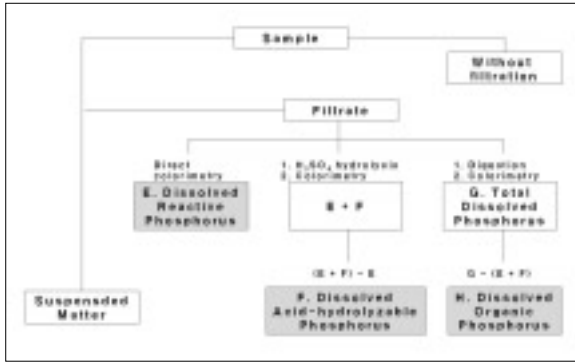 Sample
Without
filtration
Filtrate
Direct
colorimetry
1. H₂SO₄ hydrolysis
2. Colorimetry
1. Digestion
2. Colorimetry
E. Dissolved
Reactive
Phosphorus
E + F
G. Total
Dissolved
Phosphorus
(E + F) - E
G - (E + F)
Suspensded
Matter
F. Dissolved
Acid-hydrolyzable
Phosphorus
H. Dissolved
Organic
Phosphorus